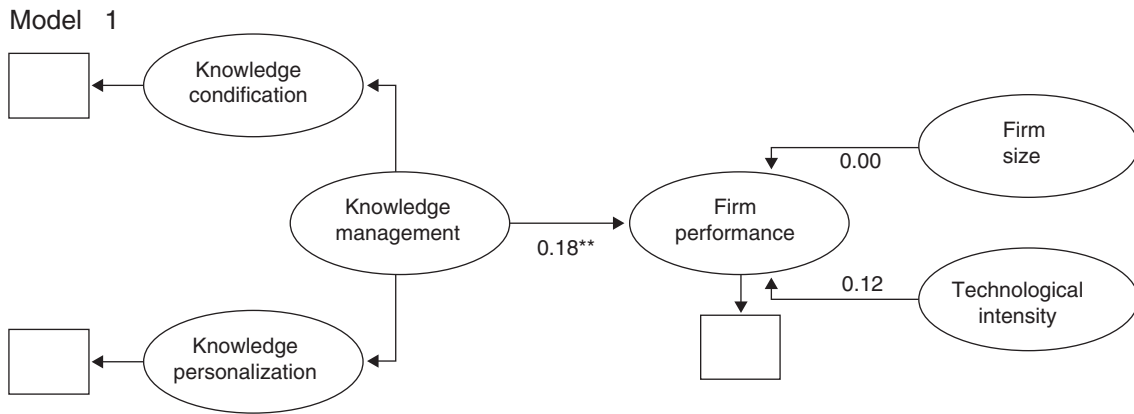 Model 1
Knowledge
condification
Firm
size
0.00
Knowledge
management
0.18**
Firm
performance
0.12
Technological
intensity
Knowledge
personalization